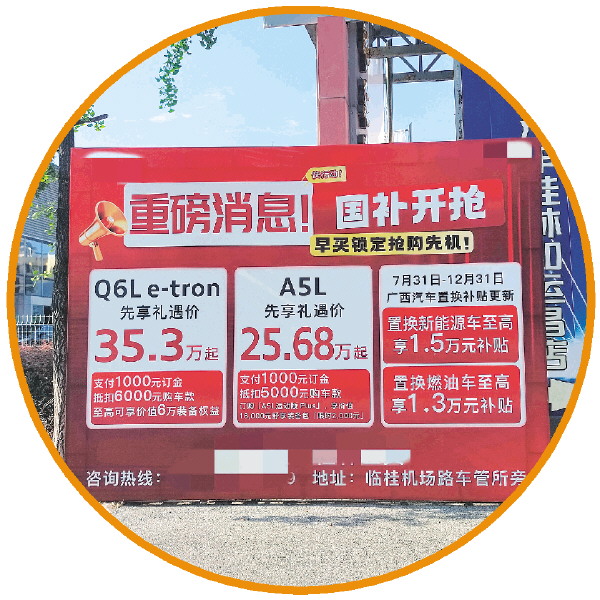 重磅消息!
国补开抢
早买锁定抢购先机!
Q6L e-tron
先享礼遇价
35.3万起
支付1000元订金
抵扣6000元购车款
至高可享价值6万装备权益
A5L
先享礼遇价
25.68万起
支付1000元订金
抵扣5000元购车款
7月31日-12月31日
广西汽车置换补贴更新
置换新能源车至高
享1.5万元补贴
置换燃油车至高
享1.3万元补贴
咨询热线:
地址: 临桂机场路车管所旁